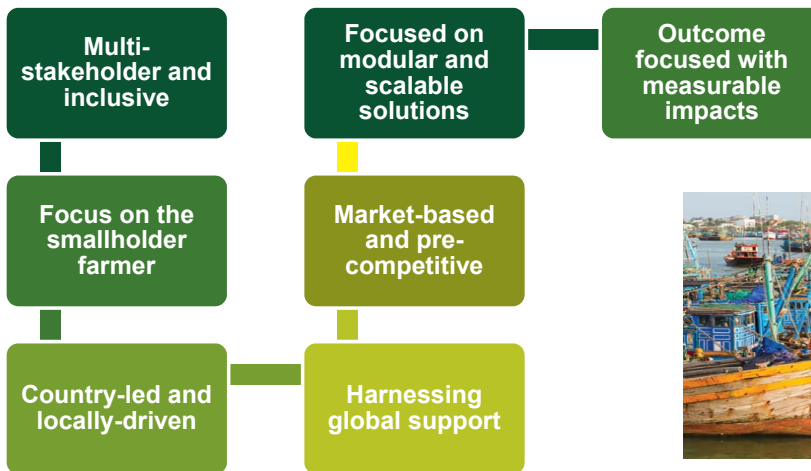 Multi-
stakeholder and
inclusive
Focus on the
smallholder
farmer
Country-led and
locally-driven
Harnessing
global support
Market-based
and pre-
competitive
Focused on
modular and
scalable
solutions
Outcome
focused with
measurable
impacts